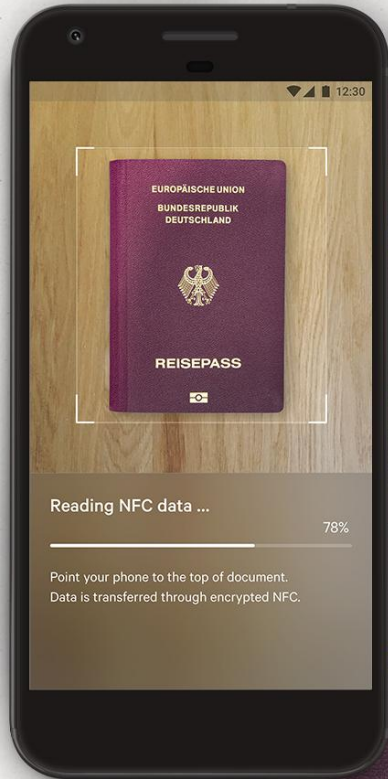 12:30
EUROPÄISCHE UNION
BUNDESREPUBLIK
DEUTSCHLAND
REISEPASS
Reading NFC data ...
78%
Point your phone to the top of document.
Data is transferred through encrypted NFC.